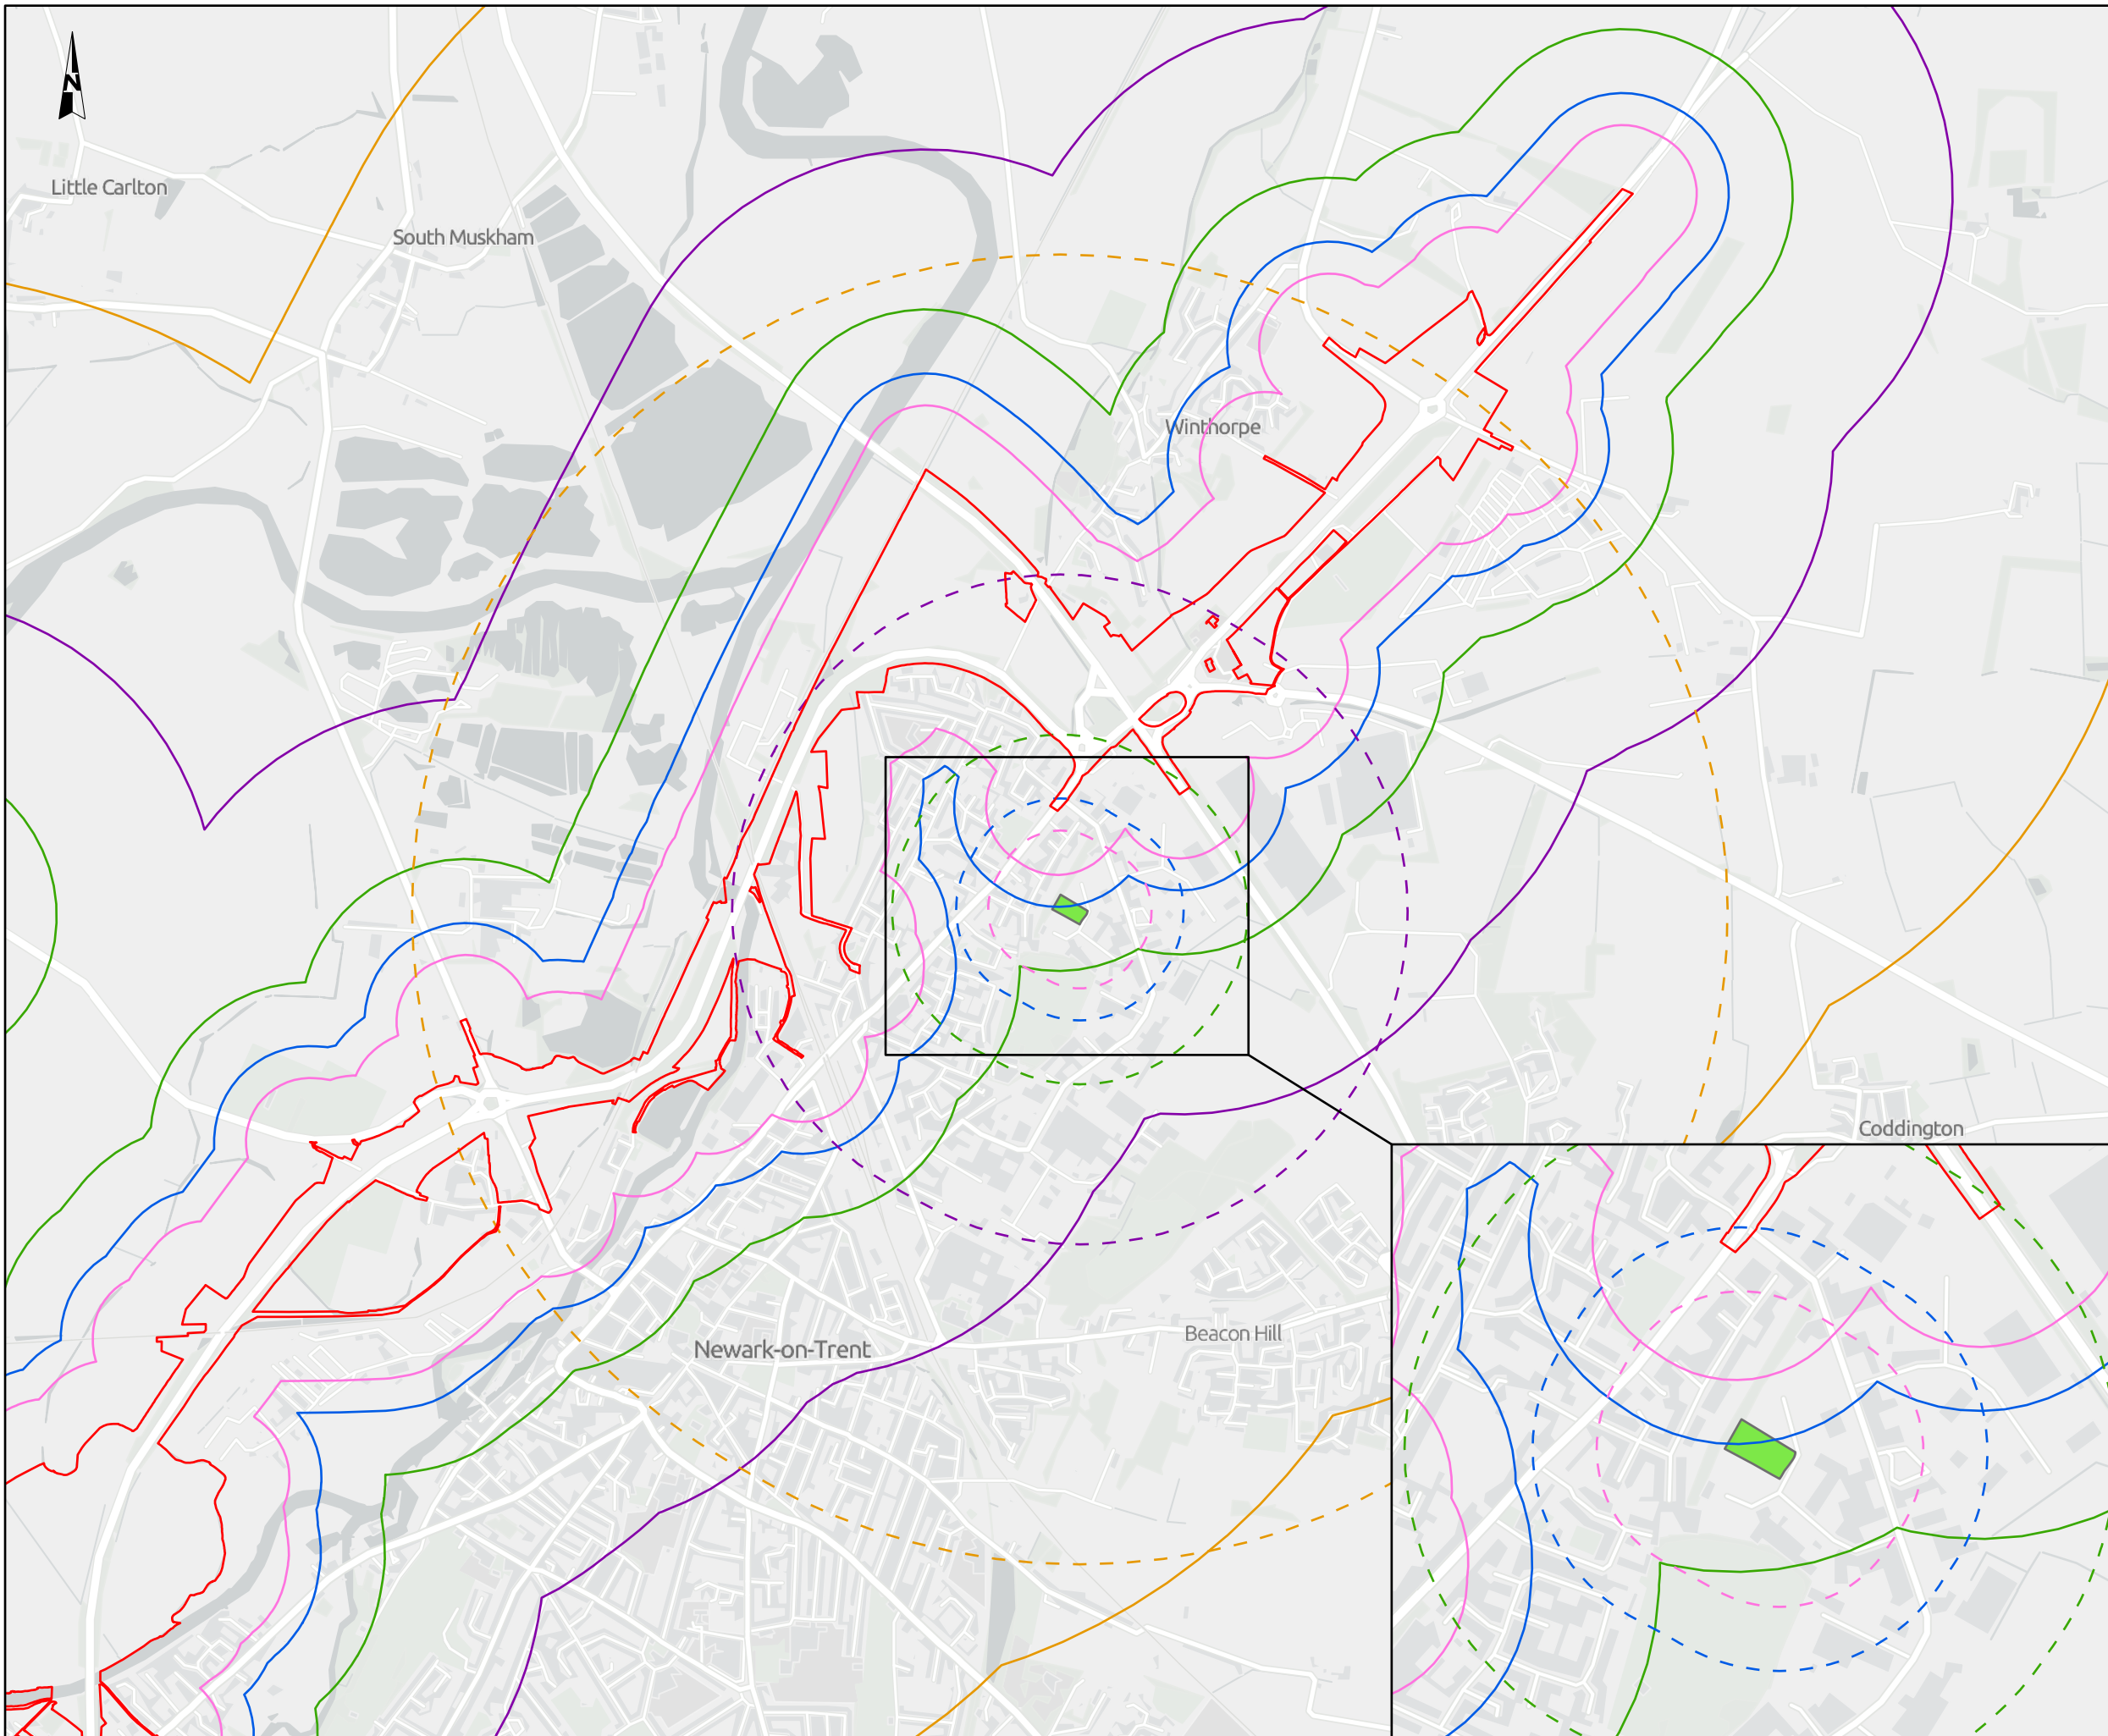 N
Little Carlton
South Muskham
Winthorpe
Coddington
Beacon Hill
Newark-on-Trent